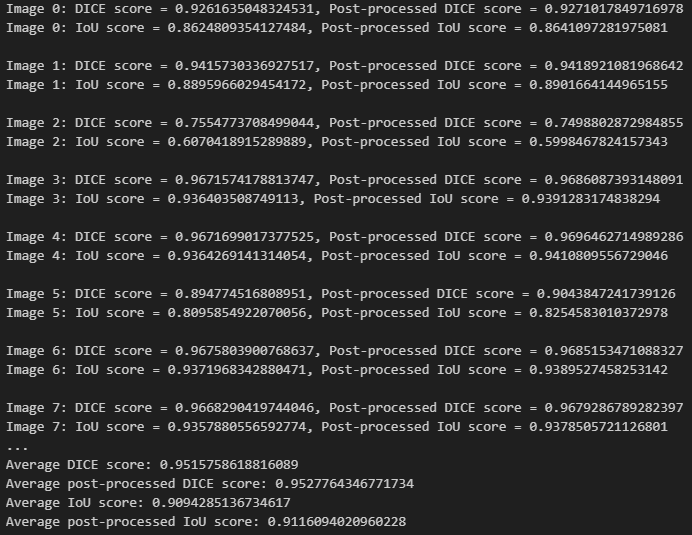 Image 0: DICE score = 0.9261635048324531, Post-processed DICE score = 0.9271017849716978
Image 0: IoU score = 0.8624809354127484, Post-processed IoU score = 0.8641097281975081
Image 1: DICE score = 0.9415730336927517, Post-processed DICE score = 0.9418921081968642
Image 1: IoU score = 0.8895966029454172, Post-processed IoU score = 0.8901664144965155
Image 2: DICE score = 0.7554773708499044, Post-processed DICE score = 0.7498802872984855
Image 2: IoU score = 0.6070418915289889, Post-processed IoU score = 0.5998467824157343
Image 3: DICE score = 0.9671574178813747, Post-processed DICE score = 0.9686087393148091
Image 3: IoU score = 0.936403508749113, Post-processed IoU score = 0.9391283174838294
Image 4: DICE score = 0.9671699017377525, Post-processed DICE score = 0.9696462714989286
Image 4: IoU score = 0.9364269141314054, Post-processed IoU score = 0.9410809556729046
Image 5: DICE score = 0.894774516808951, Post-processed DICE score = 0.9043847241739126
Image 5: IoU score = 0.8095854922070056, Post-processed IoU score = 0.8254583010372978
Image 6: DICE score = 0.9675803900768637, Post-processed DICE score = 0.9685153471088327
Image 6: IoU score = 0.9371968342880471, Post-processed IoU score = 0.9389527458253142
Image 7: DICE score = 0.9668290419744046, Post-processed DICE score = 0.9679286789282397
Image 7: IoU score = 0.9357880556592774, Post-processed IoU score = 0.9378505721126801
...
Average DICE score: 0.9515758618816089
Average post-processed DICE score: 0.9527764346771734
Average IoU score: 0.9094285136734617
Average post-processed IoU score: 0.9116094020960228